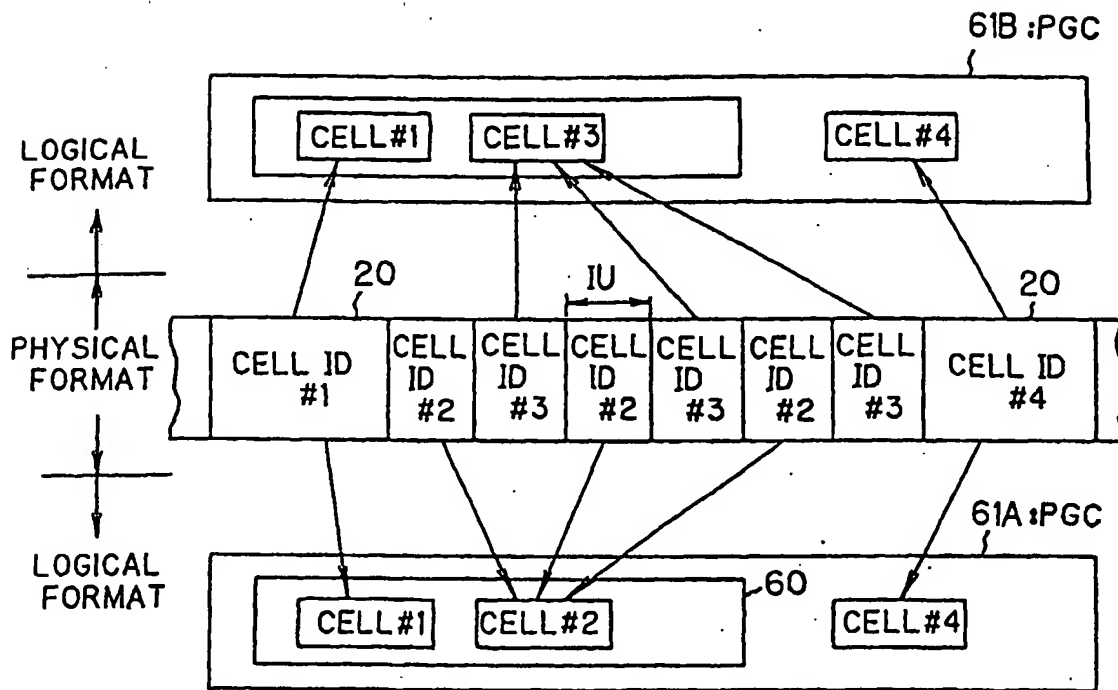 61B:PGC
CELL#1
CELL#3
CELL#4
LOGICAL
FORMAT
IU
20
20
PHYSICAL
FORMAT
CELL ID
#1
CELL
ID
#2
CELL
ID
#3
CELL
ID
#2
CELL
ID
#3
CELL
ID
#2
CELL
ID
#3
CELL ID
#4
61A:PGC
LOGICAL
FORMAT
60
CELL#1
CELL#2
CELL#4